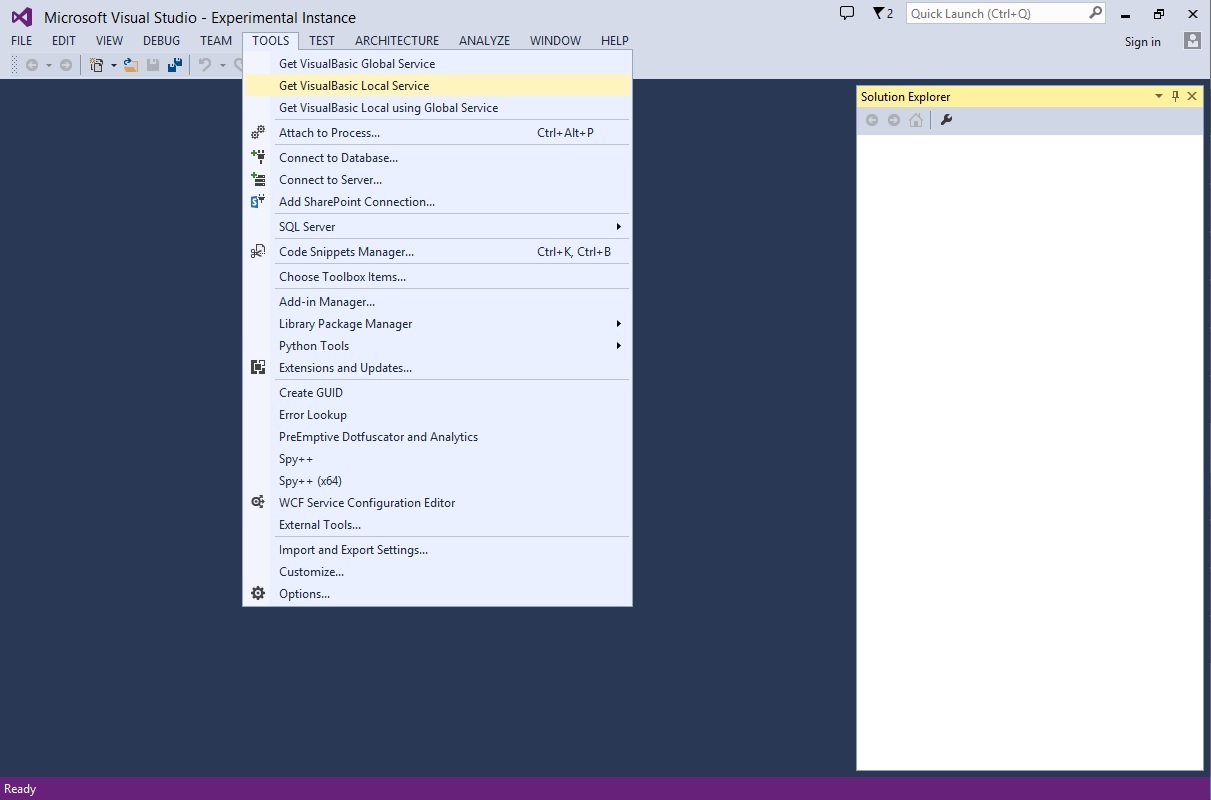 Microsoft Visual Studio - Experimental Instance
2
Quick Launch (Ctrl+Q)
FILE EDIT VIEW DEBUG TEAM TOOLS TEST ARCHITECTURE ANALYZE WINDOW HELP
Sign in
Get VisualBasic Global Service
Get VisualBasic Local Service
Get VisualBasic Local using Global Service
Attach to Process... Ctrl+Alt+P
Connect to Database...
Connect to Server...
Add SharePoint Connection...
SQL Server
Code Snippets Manager... Ctrl+K, Ctrl+B
Choose Toolbox Items...
Add-in Manager...
Library Package Manager
Python Tools
Extensions and Updates...
Create GUID
Error Lookup
PreEmptive Dotfuscator and Analytics
Spy++
Spy++ (x64)
WCF Service Configuration Editor
External Tools...
Import and Export Settings...
Customize...
Options...
Solution Explorer
Ready